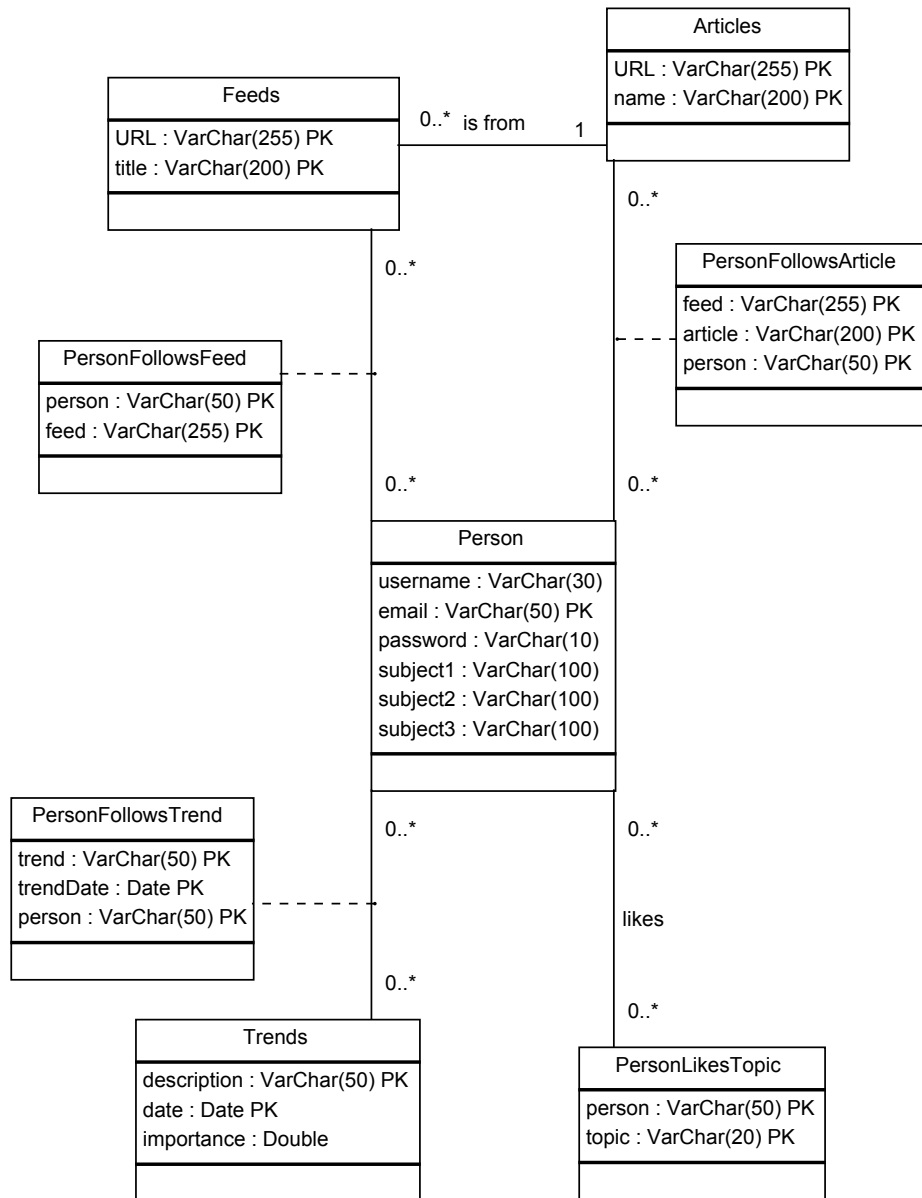 Articles
URL : VarChar(255) PK
name : VarChar(200) PK
Feeds
URL : VarChar(255) PK
title : VarChar(200) PK
0..* is from 1
0..*
0..*
PersonFollowsArticle
feed : VarChar(255) PK
article : VarChar(200) PK
person : VarChar(50) PK
PersonFollowsFeed
person : VarChar(50) PK
feed : VarChar(255) PK
0..*
0..*
Person
username : VarChar(30)
email : VarChar(50) PK
password : VarChar(10)
subject1 : VarChar(100)
subject2 : VarChar(100)
subject3 : VarChar(100)
PersonFollowsTrend
trend : VarChar(50) PK
trendDate : Date PK
person : VarChar(50) PK
0..*
0..*
likes
0..*
0..*
Trends
description : VarChar(50) PK
date : Date PK
importance : Double
PersonLikesTopic
person : VarChar(50) PK
topic : VarChar(20) PK